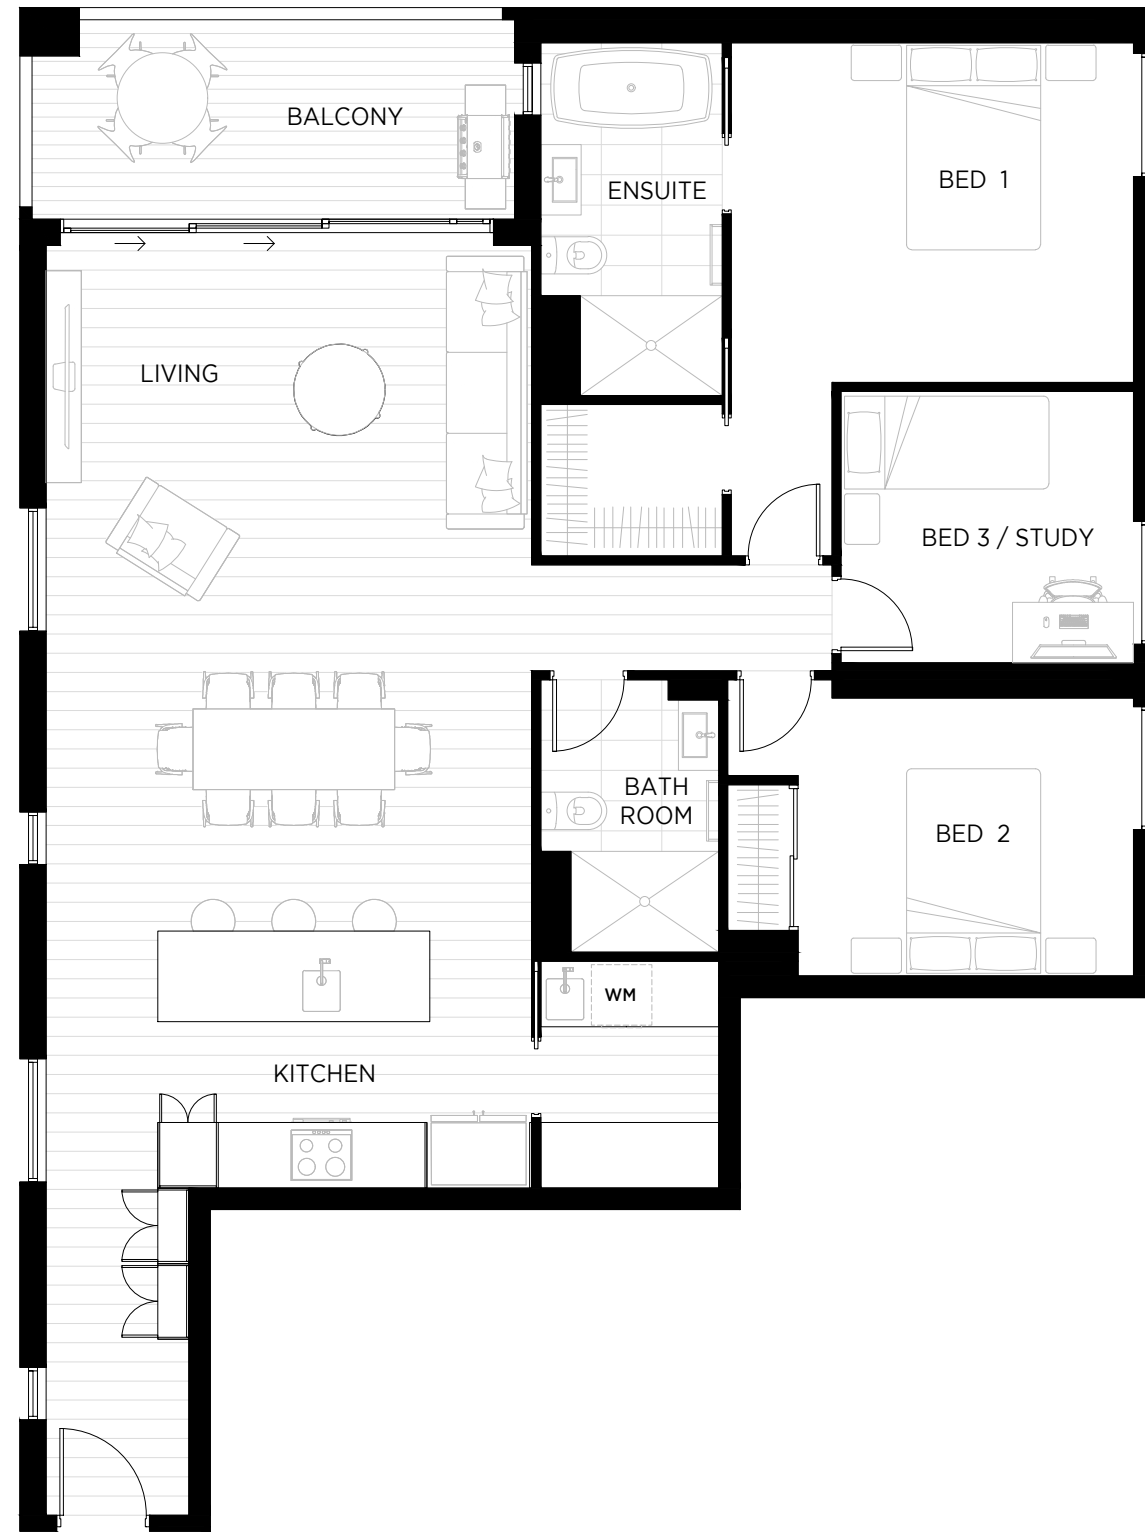 BALCONY
ENSUITE
BED 1
LIVING
BED 3 / STUDY
BATH
ROOM
BED 2
WM
KITCHEN